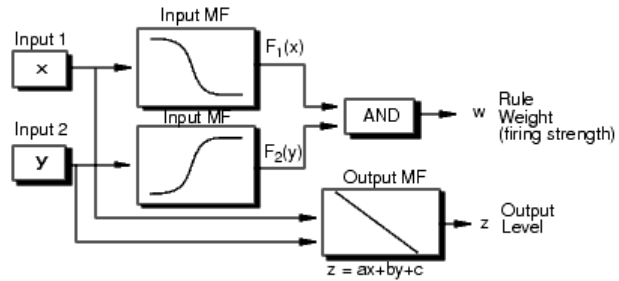 Input MF
Input 1
F1(x)
x
AND
w
Rule
Weight
(firing strength)
Input MF
Input 2
F2(y)
y
Output MF
z
Output
Level
z = ax+by+c